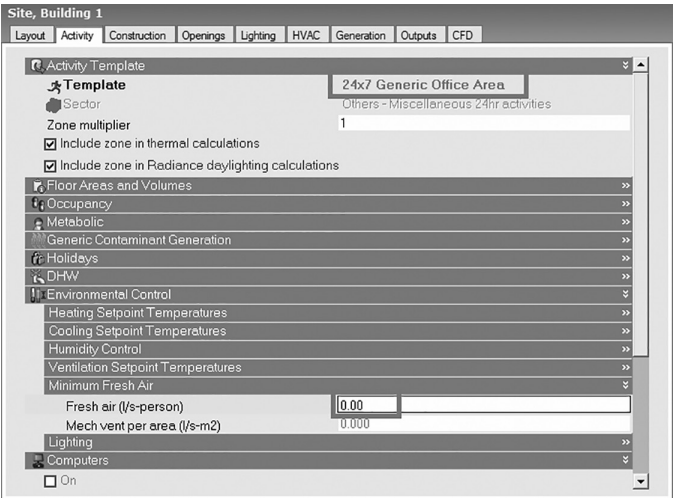 Site, Building 1
Layout Activity Construction Openings Lighting HVAC Generation Outputs CFD
Activity Template
Template 24x7 Generic Office Area
Sector Others - Miscellaneous 24hr activities
Zone multiplier 1
Include zone in thermal calculations
Include zone in Radiance daylighting calculations
Floor Areas and Volumes
Occupancy
Metabolic
Generic Contaminant Generation
Holidays
DHW
Environmental Control
Heating Setpoint Temperatures
Cooling Setpoint Temperatures
Humidity Control
Ventilation Setpoint Temperatures
Minimum Fresh Air
Fresh air (l/s-person) 0.00
Mech vent per area (l/s-m2) 0.000
Lighting
Computers
On